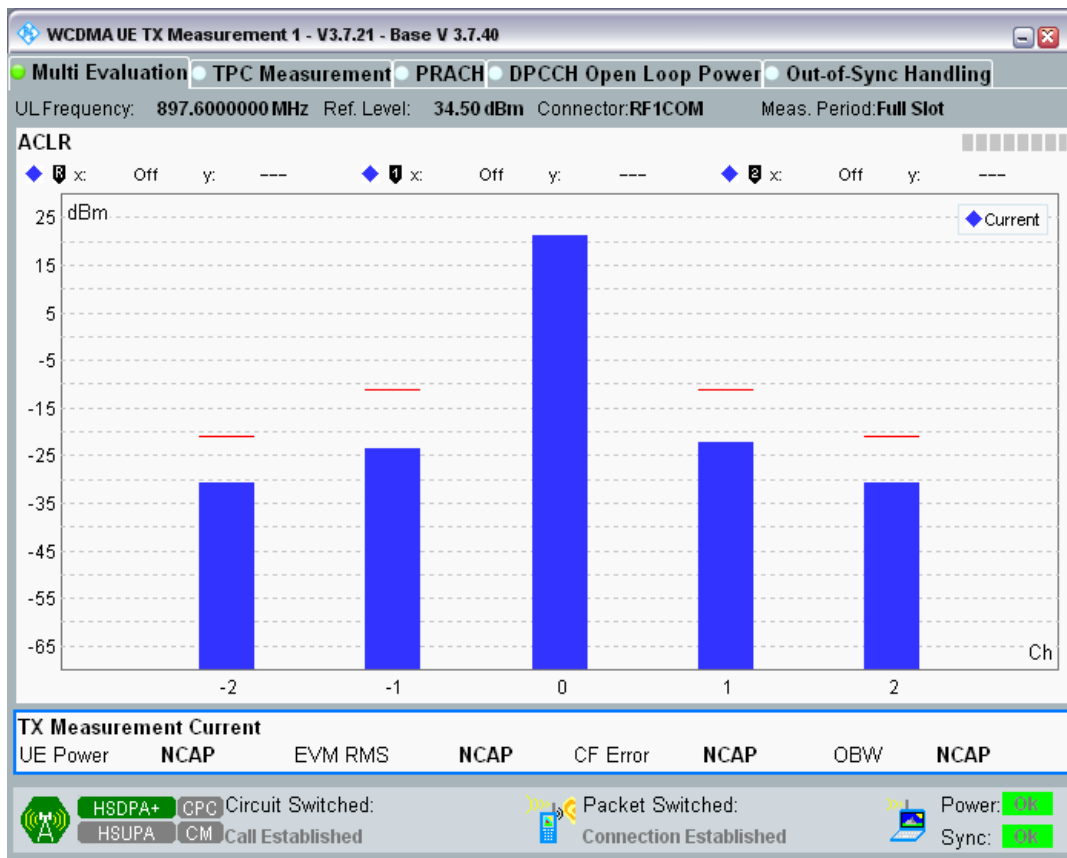 WCDMA UE TX Measurement 1 - V3.7.21 - Base V 3.7.40
Multi Evaluation TPC Measurement PRACH DPCCH Open Loop Power Out-of-Sync Handling
UL Frequency: 897.6000000 MHz Ref. Level: 34.50 dBm Connector:RF1COM Meas. Period:Full Slot
ACLR
R x: Off y: --- 1 x: Off y: --- 2 x: Off y: ---
dBm
Current
25
15
5
-5
-15
-25
-35
-45
-55
-65
Ch
-2 -1 0 1 2
TX Measurement Current
UE Power NCAP EVM RMS NCAP CF Error NCAP OBW NCAP
HSDPA+ CPC Circuit Switched: Packet Switched: Power: Ok
HSUPA CM Call Established Connection Established Sync: Ok